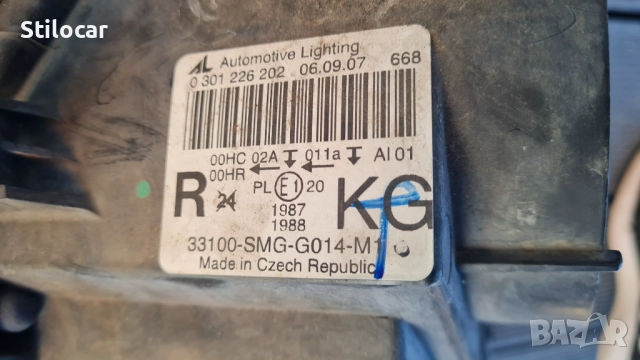 Stilocar
AL Automotive Lighting
0 301 226 202 06.09.07 668
00HC 02A 011a AI 01
00HR
R 24 PL E1 20 KG
1987
1988
33100-SMG-G014-M1
Made in Czech Republic
BAZAR